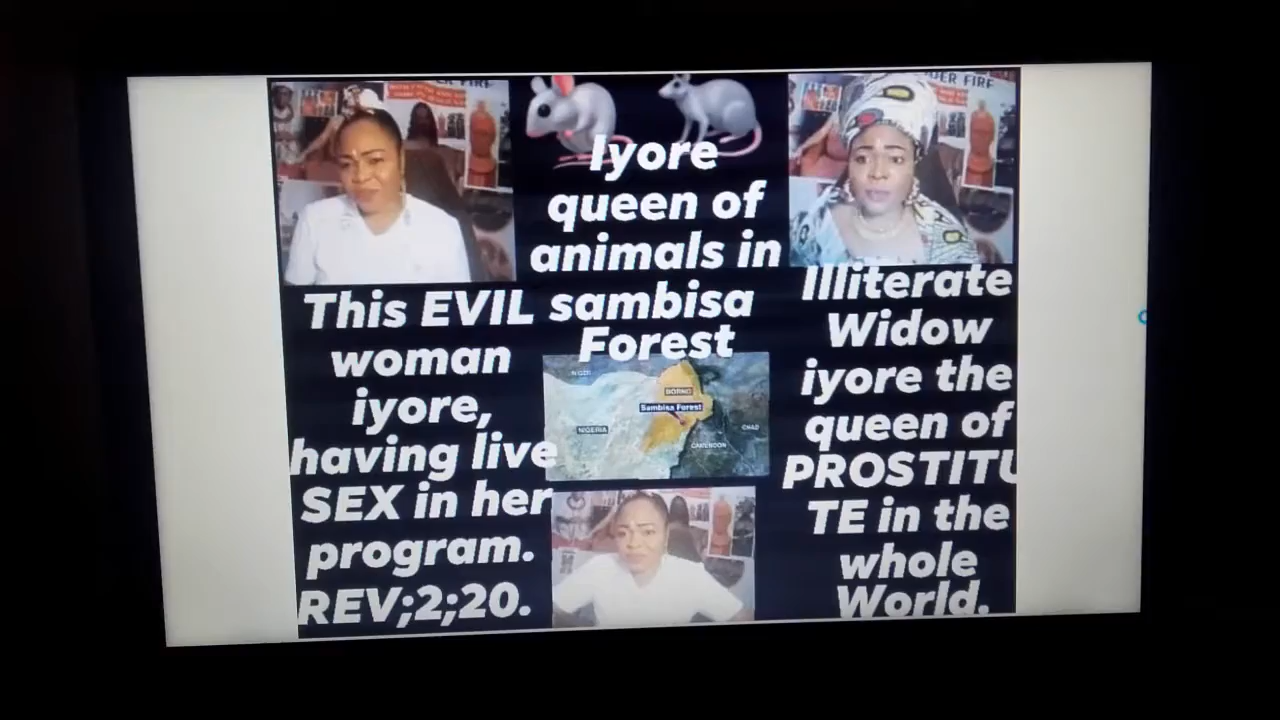 Iyore
queen of
animals in
sambisa
Forest
This EVIL
woman
iyore,
having live
SEX in her
program.
REV;2;20.
BORNO
Sambisa Forest
NIGERIA
CHAD
CAMEROON
Illiterate
Widow
iyore the
queen of
PROSTITU
TE in the
whole
World.
FIRE